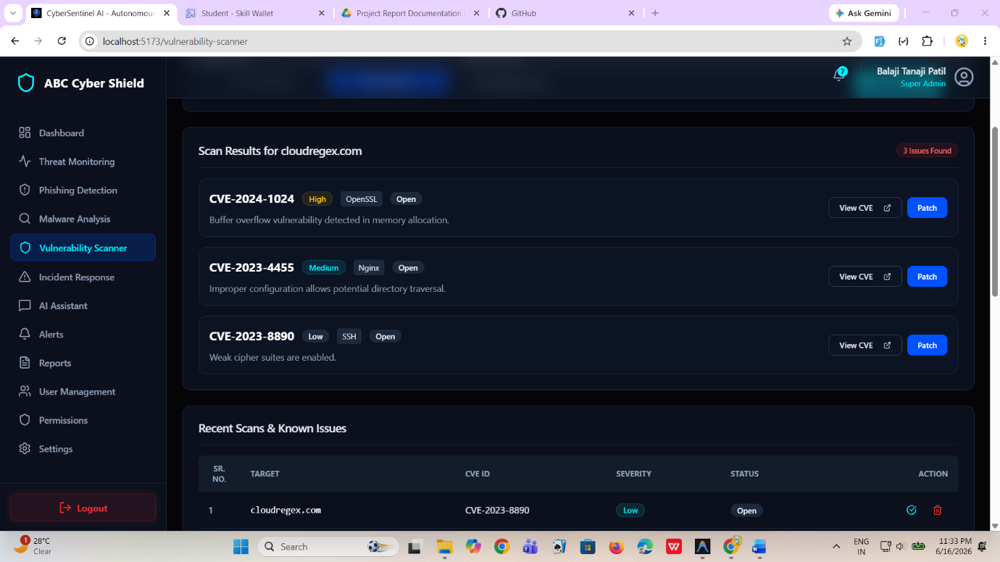 CyberSentinel AI - Autonomous
Student - Skill Wallet
Project Report Documentation
GitHub
Ask Gemini
localhost:5173/vulnerability-scanner
ABC Cyber Shield
7
Balaji Tanaji Patil
Super Admin
Dashboard
Threat Monitoring
Phishing Detection
Malware Analysis
Vulnerability Scanner
Incident Response
AI Assistant
Alerts
Reports
User Management
Permissions
Settings
Logout
Scan Results for cloudregex.com
3 Issues Found
CVE-2024-1024 High OpenSSL Open
Buffer overflow vulnerability detected in memory allocation.
View CVE Patch
CVE-2023-4455 Medium Nginx Open
Improper configuration allows potential directory traversal.
View CVE Patch
CVE-2023-8890 Low SSH Open
Weak cipher suites are enabled.
View CVE Patch
Recent Scans & Known Issues
SR. NO. TARGET CVE ID SEVERITY STATUS ACTION
1 cloudregex.com CVE-2023-8890 Low Open
1
28°C
Clear
Search
ENG
IN
11:33 PM
6/16/2026